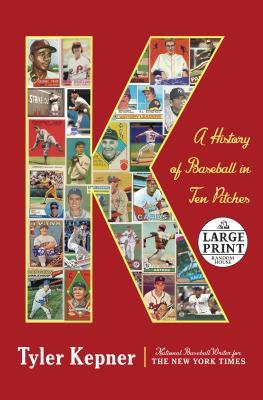 K
A History
of Baseball in
Ten Pitches
LARGE
PRINT
RANDOM
HOUSE
Tyler Kepner
National Baseball Writer for
THE NEW YORK TIMES